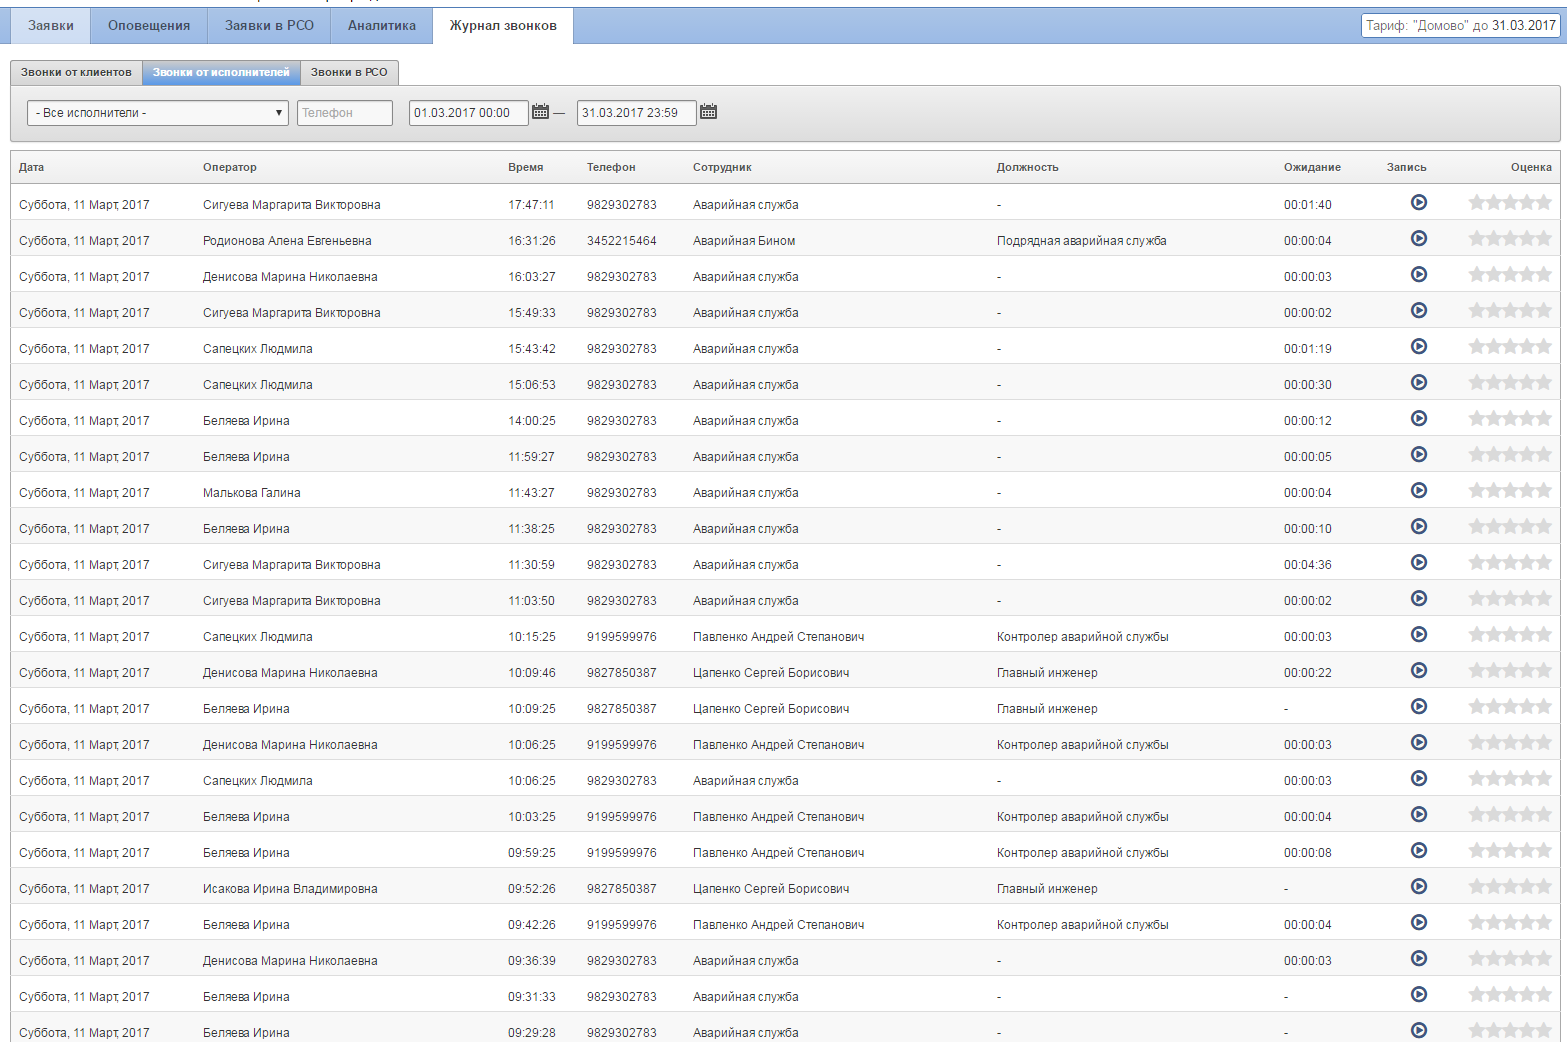 Заявки Оповещения Заявки в РСО Аналитика Журнал звонков Тариф: "Домово" до 31.03.2017
Звонки от клиентов Звонки от исполнителей Звонки в РСО
- Все исполнители - Телефон 01.03.2017 00:00 — 31.03.2017 23:59
Дата Оператор Время Телефон Сотрудник Должность Ожидание Запись Оценка
Суббота, 11 Март, 2017 Сигуева Маргарита Викторовна 17:47:11 9829302783 Аварийная служба - 00:01:40
Суббота, 11 Март, 2017 Родионова Алена Евгеньевна 16:31:26 3452215464 Аварийная Бином Подрядная аварийная служба 00:00:04
Суббота, 11 Март, 2017 Денисова Марина Николаевна 16:03:27 9829302783 Аварийная служба - 00:00:03
Суббота, 11 Март, 2017 Сигуева Маргарита Викторовна 15:49:33 9829302783 Аварийная служба - 00:00:02
Суббота, 11 Март, 2017 Сапецких Людмила 15:43:42 9829302783 Аварийная служба - 00:01:19
Суббота, 11 Март, 2017 Сапецких Людмила 15:06:53 9829302783 Аварийная служба - 00:00:30
Суббота, 11 Март, 2017 Беляева Ирина 14:00:25 9829302783 Аварийная служба - 00:00:12
Суббота, 11 Март, 2017 Беляева Ирина 11:59:27 9829302783 Аварийная служба - 00:00:05
Суббота, 11 Март, 2017 Малькова Галина 11:43:27 9829302783 Аварийная служба - 00:00:04
Суббота, 11 Март, 2017 Беляева Ирина 11:38:25 9829302783 Аварийная служба - 00:00:10
Суббота, 11 Март, 2017 Сигуева Маргарита Викторовна 11:30:59 9829302783 Аварийная служба - 00:04:36
Суббота, 11 Март, 2017 Сигуева Маргарита Викторовна 11:03:50 9829302783 Аварийная служба - 00:00:02
Суббота, 11 Март, 2017 Сапецких Людмила 10:15:25 9199599976 Павленко Андрей Степанович Контролер аварийной службы 00:00:03
Суббота, 11 Март, 2017 Денисова Марина Николаевна 10:09:46 9827850387 Цапенко Сергей Борисович Главный инженер 00:00:22
Суббота, 11 Март, 2017 Беляева Ирина 10:09:25 9827850387 Цапенко Сергей Борисович Главный инженер -
Суббота, 11 Март, 2017 Денисова Марина Николаевна 10:06:25 9199599976 Павленко Андрей Степанович Контролер аварийной службы 00:00:03
Суббота, 11 Март, 2017 Сапецких Людмила 10:06:25 9829302783 Аварийная служба - 00:00:03
Суббота, 11 Март, 2017 Беляева Ирина 10:03:25 9199599976 Павленко Андрей Степанович Контролер аварийной службы 00:00:04
Суббота, 11 Март, 2017 Беляева Ирина 09:59:25 9199599976 Павленко Андрей Степанович Контролер аварийной службы 00:00:08
Суббота, 11 Март, 2017 Исакова Ирина Владимировна 09:52:26 9827850387 Цапенко Сергей Борисович Главный инженер -
Суббота, 11 Март, 2017 Беляева Ирина 09:42:26 9199599976 Павленко Андрей Степанович Контролер аварийной службы 00:00:04
Суббота, 11 Март, 2017 Денисова Марина Николаевна 09:36:39 9829302783 Аварийная служба - 00:00:03
Суббота, 11 Март, 2017 Беляева Ирина 09:31:33 9829302783 Аварийная служба - -
Суббота, 11 Март, 2017 Беляева Ирина 09:29:28 9829302783 Аварийная служба - -